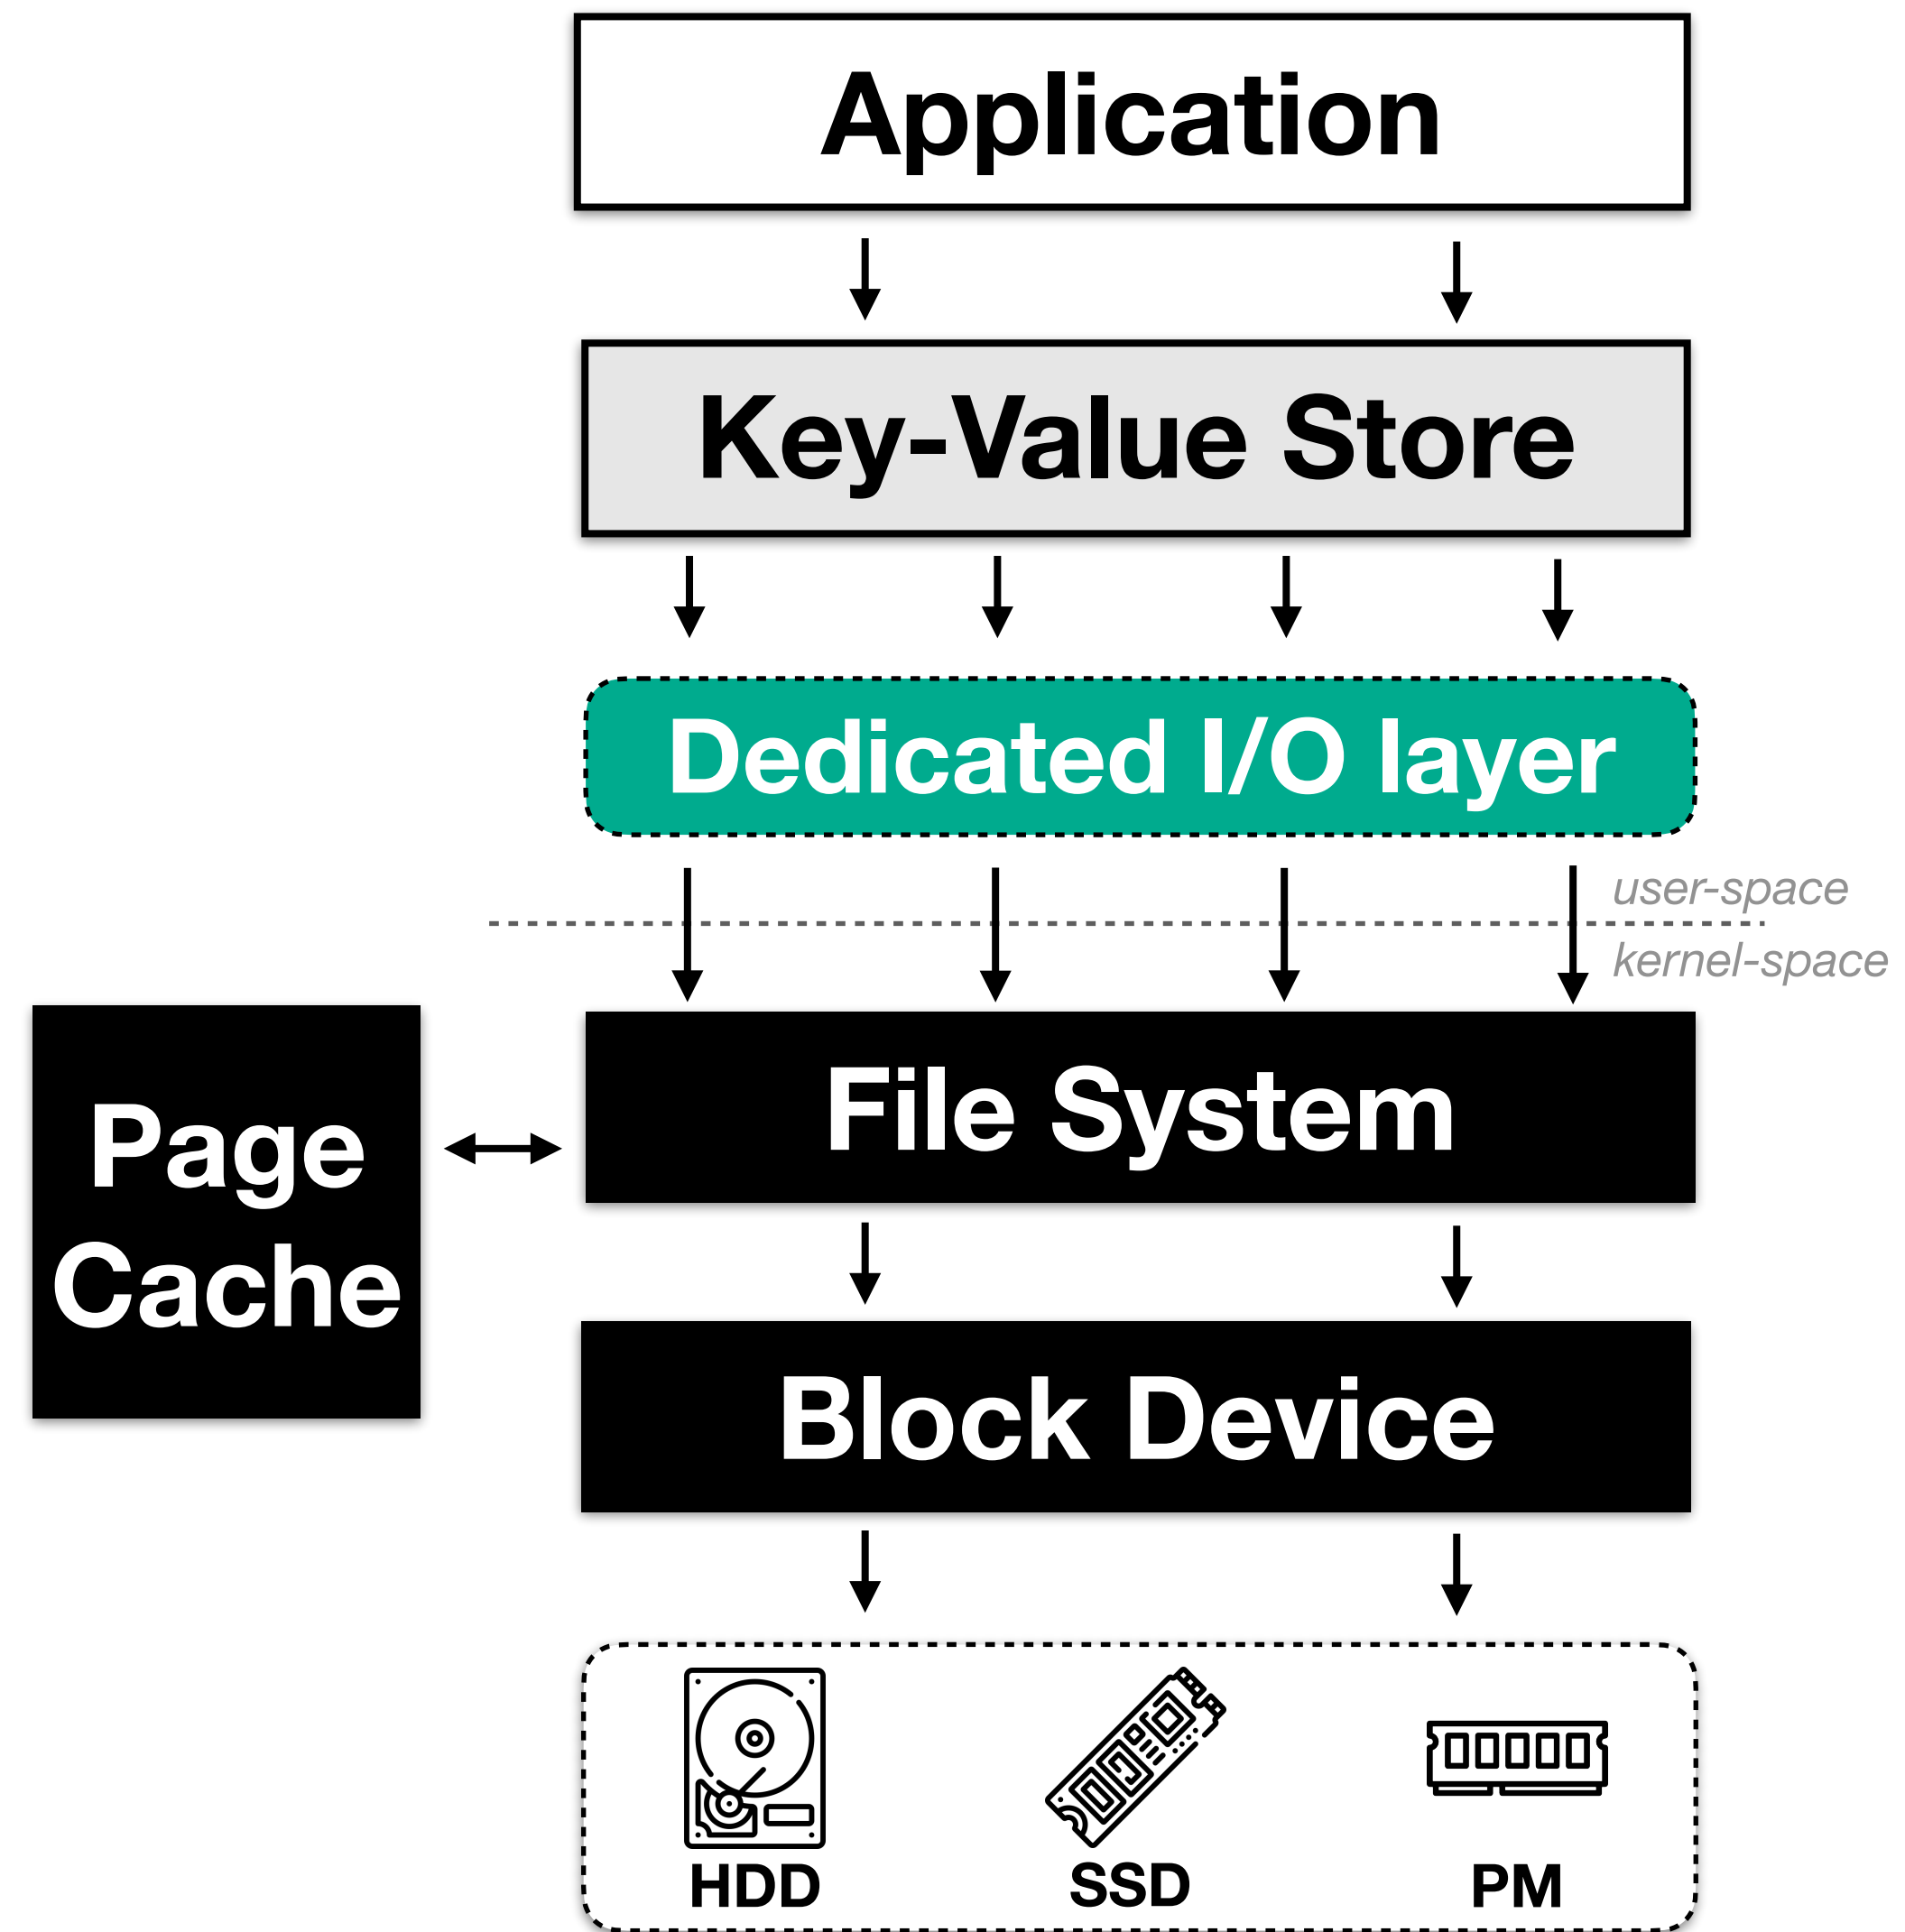 Application
Key-Value Store
Dedicated I/O layer
user-space
kernel-space
Page
Cache
File System
Block Device
HDD
SSD
PM